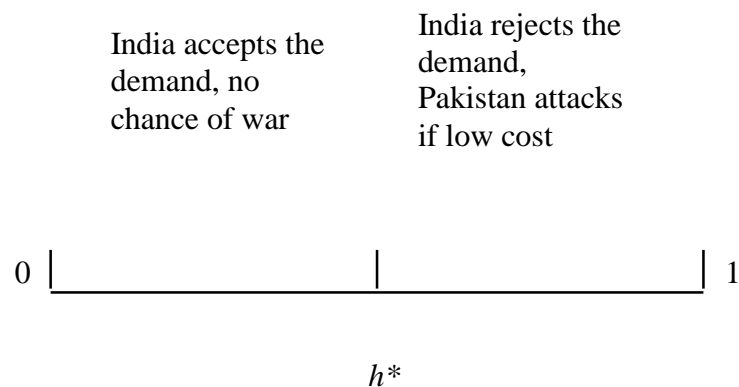 India accepts the
demand, no
chance of war
India rejects the
demand,
Pakistan attacks
if low cost
0
1
h*